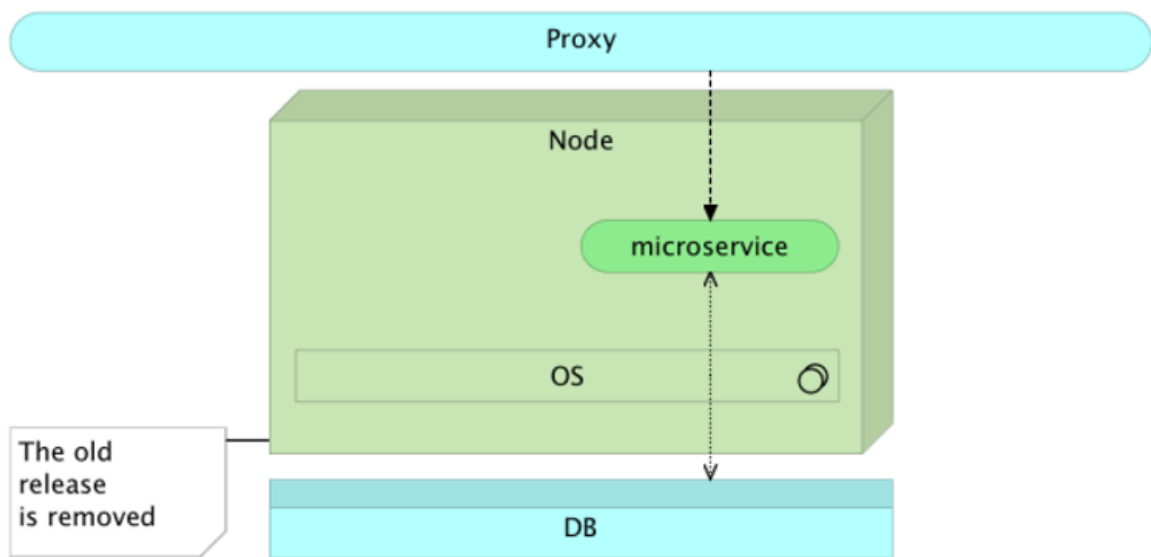 Proxy
Node
microservice
OS
The old
release
is removed
DB